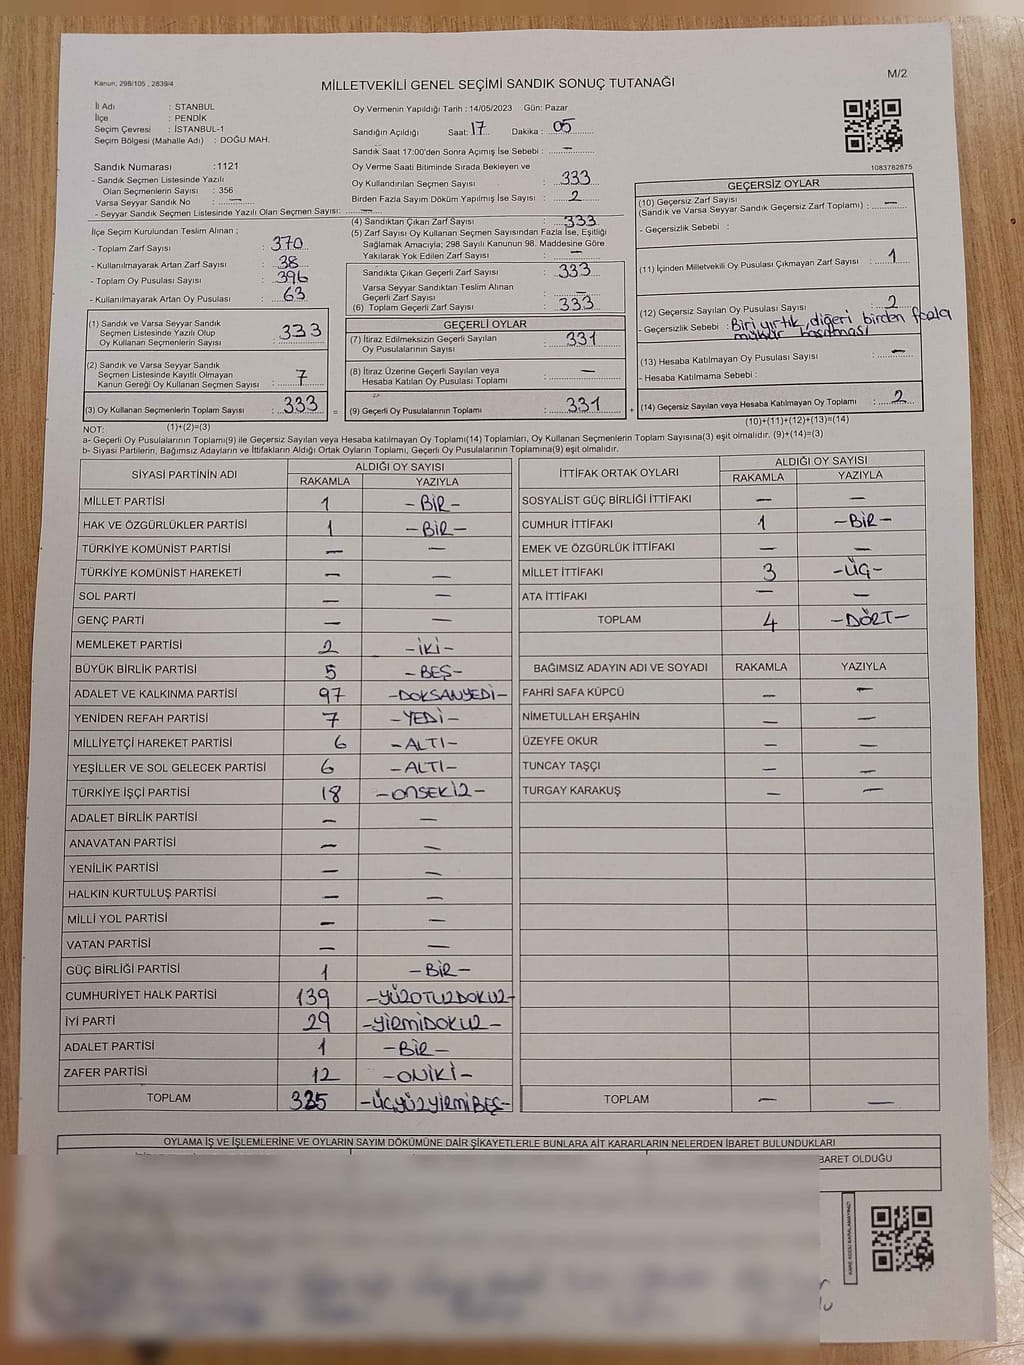 Kanun; 298/105 , 2839/4
MİLLETVEKİLİ GENEL SEÇİMİ SANDIK SONUÇ TUTANAĞI
M/2
İl Adı : STANBUL
İlçe : PENDİK
Seçim Çevresi : İSTANBUL-1
Seçim Bölgesi (Mahalle Adı) : DOĞU MAH.
Oy Vermenin Yapıldığı Tarih : 14/05/2023 Gün: Pazar
Sandığın Açıldığı Saat: 17 Dakika : 05
Sandık Saat 17:00'den Sonra Açımış İse Sebebi : —
1083782875
Sandık Numarası : 1121
- Sandık Seçmen Listesinde Yazılı
Olan Seçmenlerin Sayısı : 356
Varsa Seyyar Sandık No : —
- Seyyar Sandık Seçmen Listesinde Yazılı Olan Seçmen Sayısı: —
Oy Verme Saati Bitiminde Sırada Bekleyen ve
Oy Kullandırılan Seçmen Sayısı : 333
Birden Fazla Sayım Döküm Yapılmış İse Sayısı : 2
İlçe Seçim Kurulundan Teslim Alınan ;
- Toplam Zarf Sayısı : 370
- Kullanılmayarak Artan Zarf Sayısı : 38
- Toplam Oy Pusulası Sayısı : 396
- Kullanılmayarak Artan Oy Pusulası : 63
(4) Sandıktan Çıkan Zarf Sayısı : 333
(5) Zarf Sayısı Oy Kullanan Seçmen Sayısından Fazla İse, Eşitliği
Sağlamak Amacıyla; 298 Sayılı Kanunun 98. Maddesine Göre
Yakılarak Yok Edilen Zarf Sayısı : —
Sandıkta Çıkan Geçerli Zarf Sayısı : 333
Varsa Seyyar Sandıktan Teslim Alınan
Geçerli Zarf Sayısı : —
(6) Toplam Geçerli Zarf Sayısı : 333
GEÇERSİZ OYLAR
(10) Geçersiz Zarf Sayısı
(Sandık ve Varsa Seyyar Sandık Geçersiz Zarf Toplamı) : —
- Geçersizlik Sebebi :
(11) İçinden Milletvekili Oy Pusulası Çıkmayan Zarf Sayısı : 1
(12) Geçersiz Sayılan Oy Pusulası Sayısı : 2
- Geçersizlik Sebebi : Biri yırtık, diğeri birden fazla
mühür basılması
(13) Hesaba Katılmayan Oy Pusulası Sayısı : —
- Hesaba Katılmama Sebebi :
(14) Geçersiz Sayılan veya Hesaba Katılmayan Oy Toplamı : 2
(10)+(11)+(12)+(13)=(14)
(1) Sandık ve Varsa Seyyar Sandık
Seçmen Listesinde Yazılı Olup
Oy Kullanan Seçmenlerin Sayısı : 333
(2) Sandık ve Varsa Seyyar Sandık
Seçmen Listesinde Kayıtlı Olmayan
Kanun Gereği Oy Kullanan Seçmen Sayısı : 7
(3) Oy Kullanan Seçmenlerin Toplam Sayısı : 333 =
GEÇERLİ OYLAR
(7) İtiraz Edilmeksizin Geçerli Sayılan
Oy Pusulalarının Sayısı : 331
(8) İtiraz Üzerine Geçerli Sayılan veya
Hesaba Katılan Oy Pusulası Toplamı : —
(9) Geçerli Oy Pusulalarının Toplamı : 331 +
NOT: (1)+(2)=(3)
a- Geçerli Oy Pusulalarının Toplamı(9) ile Geçersiz Sayılan veya Hesaba katılmayan Oy Toplamı(14) Toplamları, Oy Kullanan Seçmenlerin Toplam Sayısına(3) eşit olmalıdır. (9)+(14)=(3)
b- Siyasi Partilerin, Bağımsız Adayların ve İttifakların Aldığı Ortak Oyların Toplamı, Geçerli Oy Pusulalarının Toplamına(9) eşit olmalıdır.
SİYASİ PARTİNİN ADI ALDIĞI OY SAYISI
RAKAMLA YAZIYLA
MİLLET PARTİSİ 1 -BİR-
HAK VE ÖZGÜRLÜKLER PARTİSİ 1 -BİR-
TÜRKİYE KOMÜNİST PARTİSİ — —
TÜRKİYE KOMÜNİST HAREKETİ — —
SOL PARTİ — —
GENÇ PARTİ — —
MEMLEKET PARTİSİ 2 -İKİ-
BÜYÜK BİRLİK PARTİSİ 5 -BEŞ-
ADALET VE KALKINMA PARTİSİ 97 -DOKSANYEDİ-
YENİDEN REFAH PARTİSİ 7 -YEDİ-
MİLLİYETÇİ HAREKET PARTİSİ 6 -ALTI-
YEŞİLLER VE SOL GELECEK PARTİSİ 6 -ALTI-
TÜRKİYE İŞÇİ PARTİSİ 18 -ONSEKİZ-
ADALET BİRLİK PARTİSİ — —
ANAVATAN PARTİSİ — —
YENİLİK PARTİSİ — —
HALKIN KURTULUŞ PARTİSİ — —
MİLLİ YOL PARTİSİ — —
VATAN PARTİSİ — —
GÜÇ BİRLİĞİ PARTİSİ 1 -BİR-
CUMHURİYET HALK PARTİSİ 139 -YÜZOTUZDOKUZ-
İYİ PARTİ 29 -YİRMİDOKUZ-
ADALET PARTİSİ 1 -BİR-
ZAFER PARTİSİ 12 -ONİKİ-
TOPLAM 325 -ÜÇYÜZYİRMİBEŞ-
İTTİFAK ORTAK OYLARI ALDIĞI OY SAYISI
RAKAMLA YAZIYLA
SOSYALİST GÜÇ BİRLİĞİ İTTİFAKI — —
CUMHUR İTTİFAKI 1 -BİR-
EMEK VE ÖZGÜRLÜK İTTİFAKI — —
MİLLET İTTİFAKI 3 -ÜÇ-
ATA İTTİFAKI — —
TOPLAM 4 -DÖRT-
BAĞIMSIZ ADAYIN ADI VE SOYADI RAKAMLA YAZIYLA
FAHRİ SAFA KÜPCÜ — —
NİMETULLAH ERŞAHİN — —
ÜZEYFE OKUR — —
TUNCAY TAŞÇI — —
TURGAY KARAKUŞ — —
TOPLAM — —
OYLAMA İŞ VE İŞLEMLERİNE VE OYLARIN SAYIM DÖKÜMÜNE DAİR ŞİKAYETLERLE BUNLARA AİT KARARLARIN NELERDEN İBARET BULUNDUKLARI
BARET OLDUĞU
KARE KODU KARALAMAYINIZ!